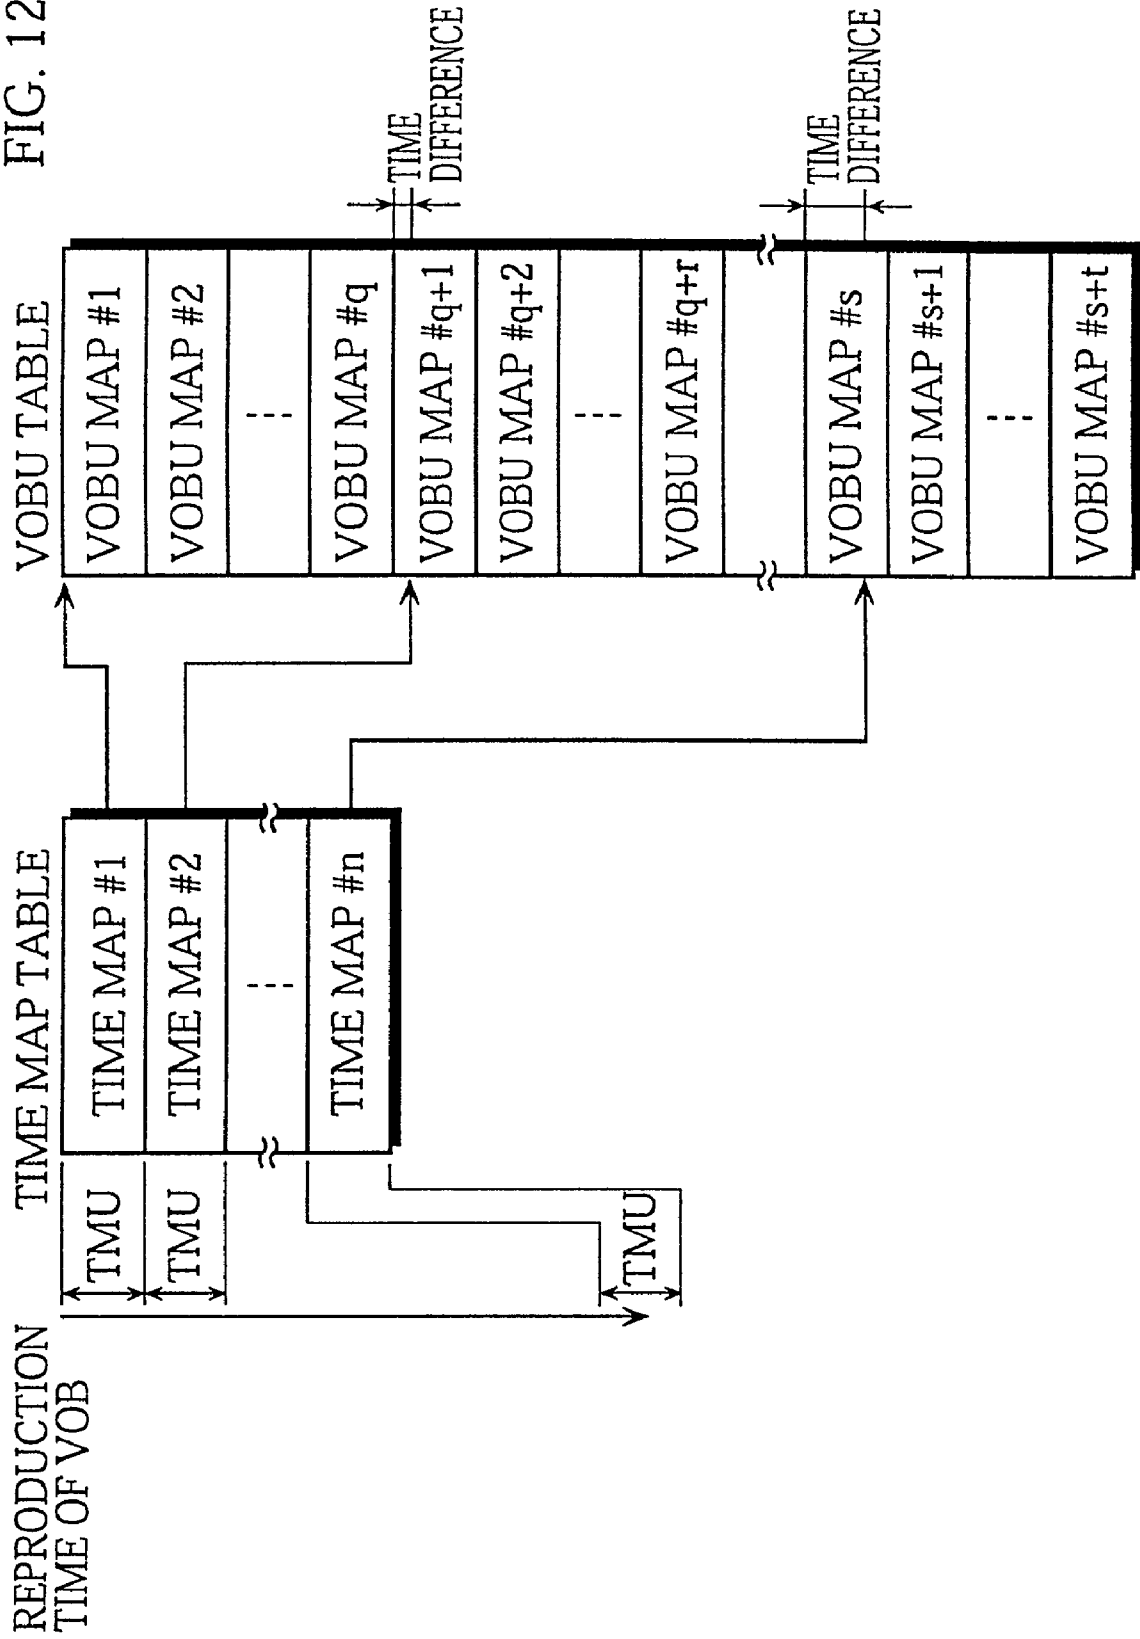 FIG. 12
REPRODUCTION
TIME OF VOB
TMU
TMU
TMU
TIME MAP TABLE
TIME MAP #1
TIME MAP #2
---
TIME MAP #n
VOBU TABLE
VOBU MAP #1
VOBU MAP #2
---
VOBU MAP #q
VOBU MAP #q+1
VOBU MAP #q+2
---
VOBU MAP #q+r
VOBU MAP #s
VOBU MAP #s+1
---
VOBU MAP #s+t
TIME
DIFFERENCE
TIME
DIFFERENCE